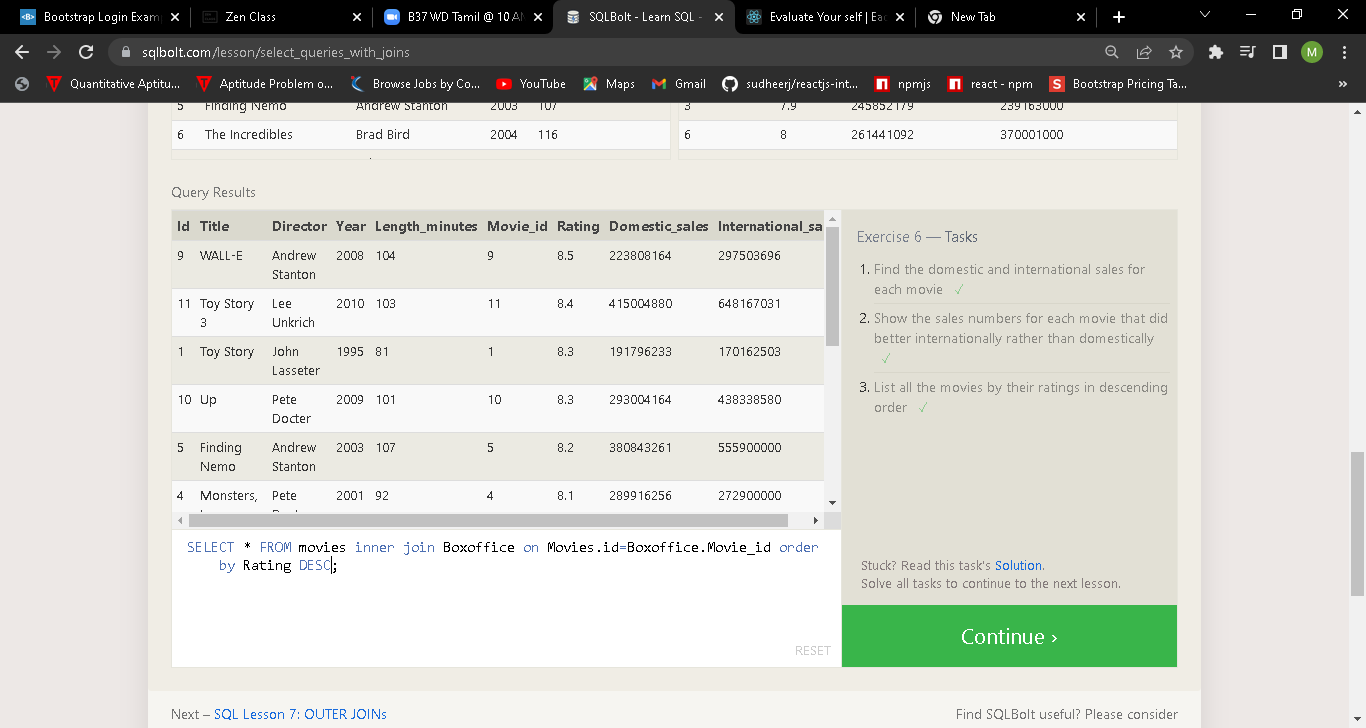 Bootstrap Login Exam
Zen Class
B37 WD Tamil @ 10 AM
SQLBolt - Learn SQL -
Evaluate Your self | Eac
New Tab
sqlbolt.com/lesson/select_queries_with_joins
M
Quantitative Aptitu...
Aptitude Problem o...
Browse Jobs by Co...
YouTube
Maps
Gmail
sudheerj/reactjs-int...
npmjs
react - npm
Bootstrap Pricing Ta...
5 Finding Nemo Andrew Stanton 2003 107
3 7.9 245852179 239163000
6 The Incredibles Brad Bird 2004 116
6 8 261441092 370001000
Query Results
Id Title Director Year Length_minutes Movie_id Rating Domestic_sales International_sa
9 WALL-E Andrew Stanton 2008 104 9 8.5 223808164 297503696
11 Toy Story 3 Lee Unkrich 2010 103 11 8.4 415004880 648167031
1 Toy Story John Lasseter 1995 81 1 8.3 191796233 170162503
10 Up Pete Docter 2009 101 10 8.3 293004164 438338580
5 Finding Nemo Andrew Stanton 2003 107 5 8.2 380843261 555900000
4 Monsters, Pete 2001 92 4 8.1 289916256 272900000
SELECT * FROM movies inner join Boxoffice on Movies.id=Boxoffice.Movie_id order
by Rating DESC;
RESET
Exercise 6 — Tasks
1. Find the domestic and international sales for
each movie ✓
2. Show the sales numbers for each movie that did
better internationally rather than domestically
✓
3. List all the movies by their ratings in descending
order ✓
Stuck? Read this task's Solution.
Solve all tasks to continue to the next lesson.
Continue ›
Next – SQL Lesson 7: OUTER JOINs
Find SQLBolt useful? Please consider